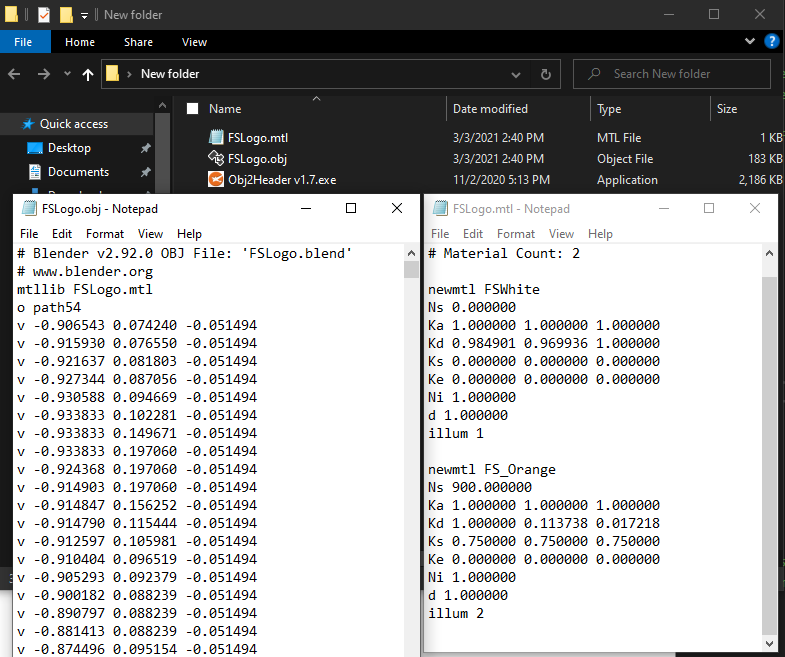 New folder
File Home Share View
New folder Search New folder
Name Date modified Type Size
Quick access
Desktop
Documents
FSLogo.mtl 3/3/2021 2:40 PM MTL File 1 KB
FSLogo.obj 3/3/2021 2:40 PM Object File 183 KB
Obj2Header v1.7.exe 11/2/2020 5:13 PM Application 2,186 KB
FSLogo.obj - Notepad
File Edit Format View Help
# Blender v2.92.0 OBJ File: 'FSLogo.blend'
# www.blender.org
mtllib FSLogo.mtl
o path54
v -0.906543 0.074240 -0.051494
v -0.915930 0.076550 -0.051494
v -0.921637 0.081803 -0.051494
v -0.927344 0.087056 -0.051494
v -0.930588 0.094669 -0.051494
v -0.933833 0.102281 -0.051494
v -0.933833 0.149671 -0.051494
v -0.933833 0.197060 -0.051494
v -0.924368 0.197060 -0.051494
v -0.914903 0.197060 -0.051494
v -0.914847 0.156252 -0.051494
v -0.914790 0.115444 -0.051494
v -0.912597 0.105981 -0.051494
v -0.910404 0.096519 -0.051494
v -0.905293 0.092379 -0.051494
v -0.900182 0.088239 -0.051494
v -0.890797 0.088239 -0.051494
v -0.881413 0.088239 -0.051494
v -0.874496 0.095154 -0.051494
FSLogo.mtl - Notepad
File Edit Format View Help
# Material Count: 2
newmtl FSWhite
Ns 0.000000
Ka 1.000000 1.000000 1.000000
Kd 0.984901 0.969936 1.000000
Ks 0.000000 0.000000 0.000000
Ke 0.000000 0.000000 0.000000
Ni 1.000000
d 1.000000
illum 1
newmtl FS_Orange
Ns 900.000000
Ka 1.000000 1.000000 1.000000
Kd 1.000000 0.113738 0.017218
Ks 0.750000 0.750000 0.750000
Ke 0.000000 0.000000 0.000000
Ni 1.000000
d 1.000000
illum 2